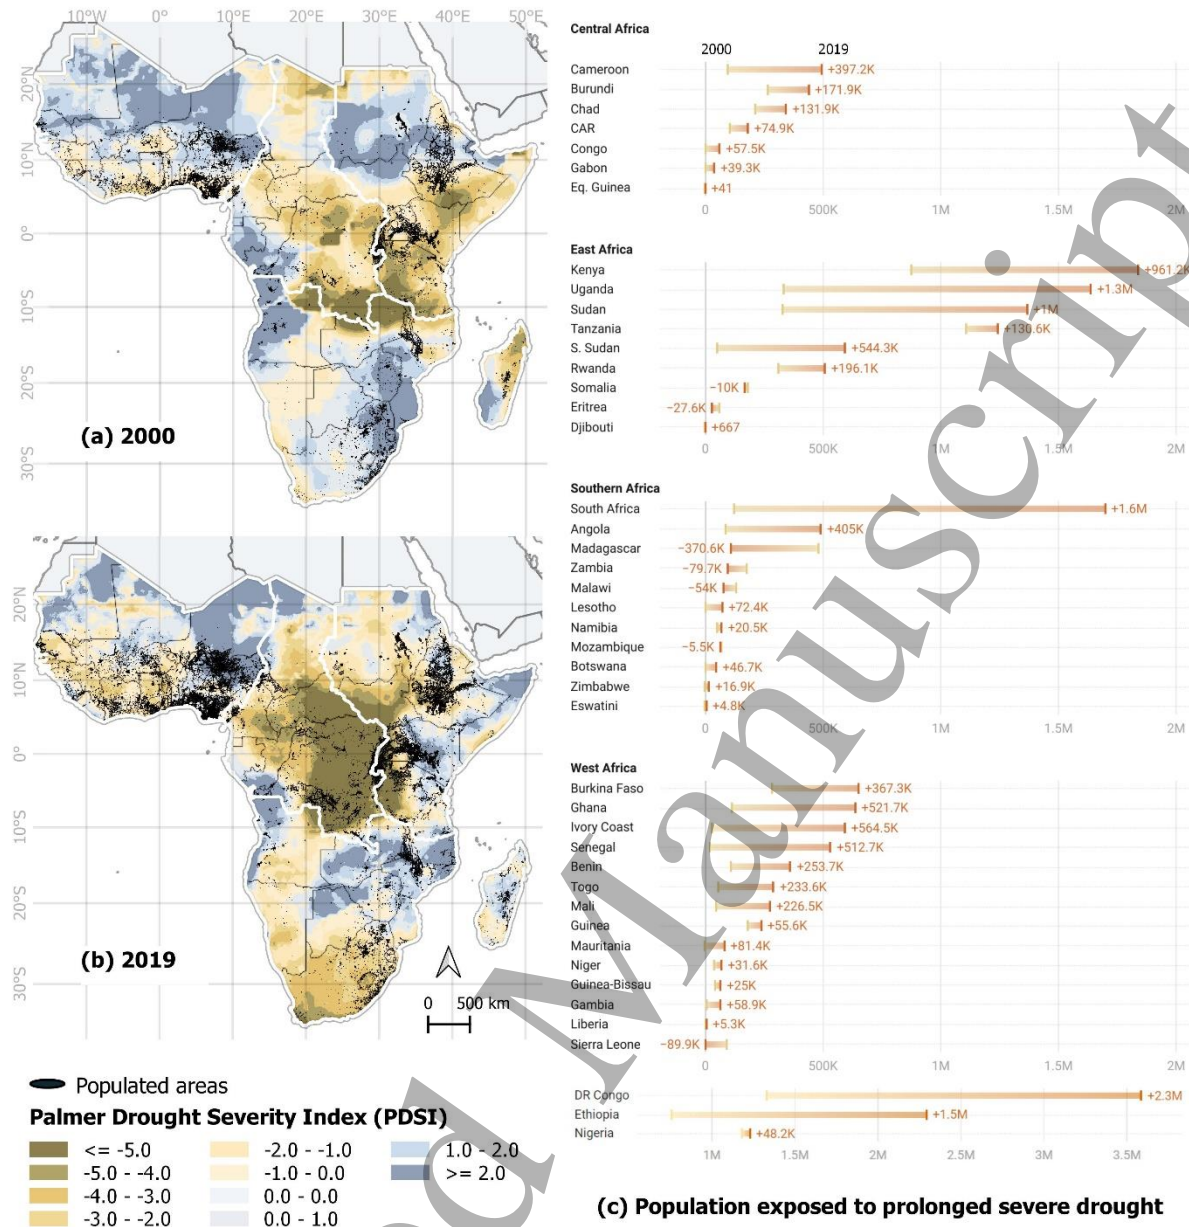 10°W 0° 10°E 20°E 30°E 40°E 50°E
20°N
10°N
0°
10°S
20°S
30°S
(a) 2000
20°N
10°N
0°
10°S
20°S
30°S
(b) 2019
0 500 km
Populated areas
Palmer Drought Severity Index (PDSI)
<= -5.0
-5.0 - -4.0
-4.0 - -3.0
-3.0 - -2.0
-2.0 - -1.0
-1.0 - 0.0
0.0 - 0.0
0.0 - 1.0
1.0 - 2.0
>= 2.0
Central Africa
2000 2019
Cameroon +397.2K
Burundi +171.9K
Chad +131.9K
CAR +74.9K
Congo +57.5K
Gabon +39.3K
Eq. Guinea +41
0 500K 1M 1.5M 2M
East Africa
Kenya +961.2K
Uganda +1.3M
Sudan +1M
Tanzania +130.6K
S. Sudan +544.3K
Rwanda +196.1K
Somalia −10K
Eritrea −27.6K
Djibouti +667
0 500K 1M 1.5M 2M
Southern Africa
South Africa +1.6M
Angola +405K
Madagascar −370.6K
Zambia −79.7K
Malawi −54K
Lesotho +72.4K
Namibia +20.5K
Mozambique −5.5K
Botswana +46.7K
Zimbabwe +16.9K
Eswatini +4.8K
0 500K 1M 1.5M 2M
West Africa
Burkina Faso +367.3K
Ghana +521.7K
Ivory Coast +564.5K
Senegal +512.7K
Benin +253.7K
Togo +233.6K
Mali +226.5K
Guinea +55.6K
Mauritania +81.4K
Niger +31.6K
Guinea-Bissau +25K
Gambia +58.9K
Liberia +5.3K
Sierra Leone −89.9K
0 500K 1M 1.5M 2M
DR Congo +2.3M
Ethiopia +1.5M
Nigeria +48.2K
1M 1.5M 2M 2.5M 3M 3.5M
(c) Population exposed to prolonged severe drought
d Manuscript